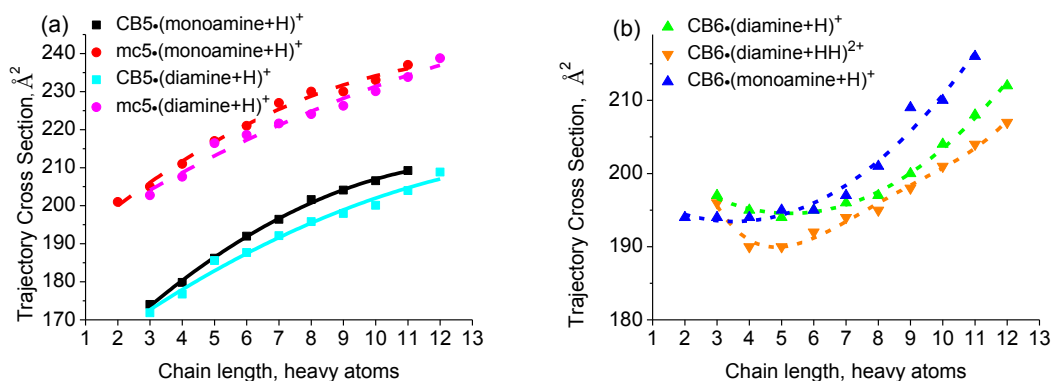 (a)
CB5•(monoamine+H)+
mc5•(monoamine+H)+
CB5•(diamine+H)+
mc5•(diamine+H)+
Trajectory Cross Section, Å2
240
230
220
210
200
190
180
170
1 2 3 4 5 6 7 8 9 10 11 12 13
Chain length, heavy atoms
(b)
CB6•(diamine+H)+
CB6•(diamine+HH)2+
CB6•(monoamine+H)+
Trajectory Cross Section, Å2
210
200
190
180
1 2 3 4 5 6 7 8 9 10 11 12 13
Chain length, heavy atoms